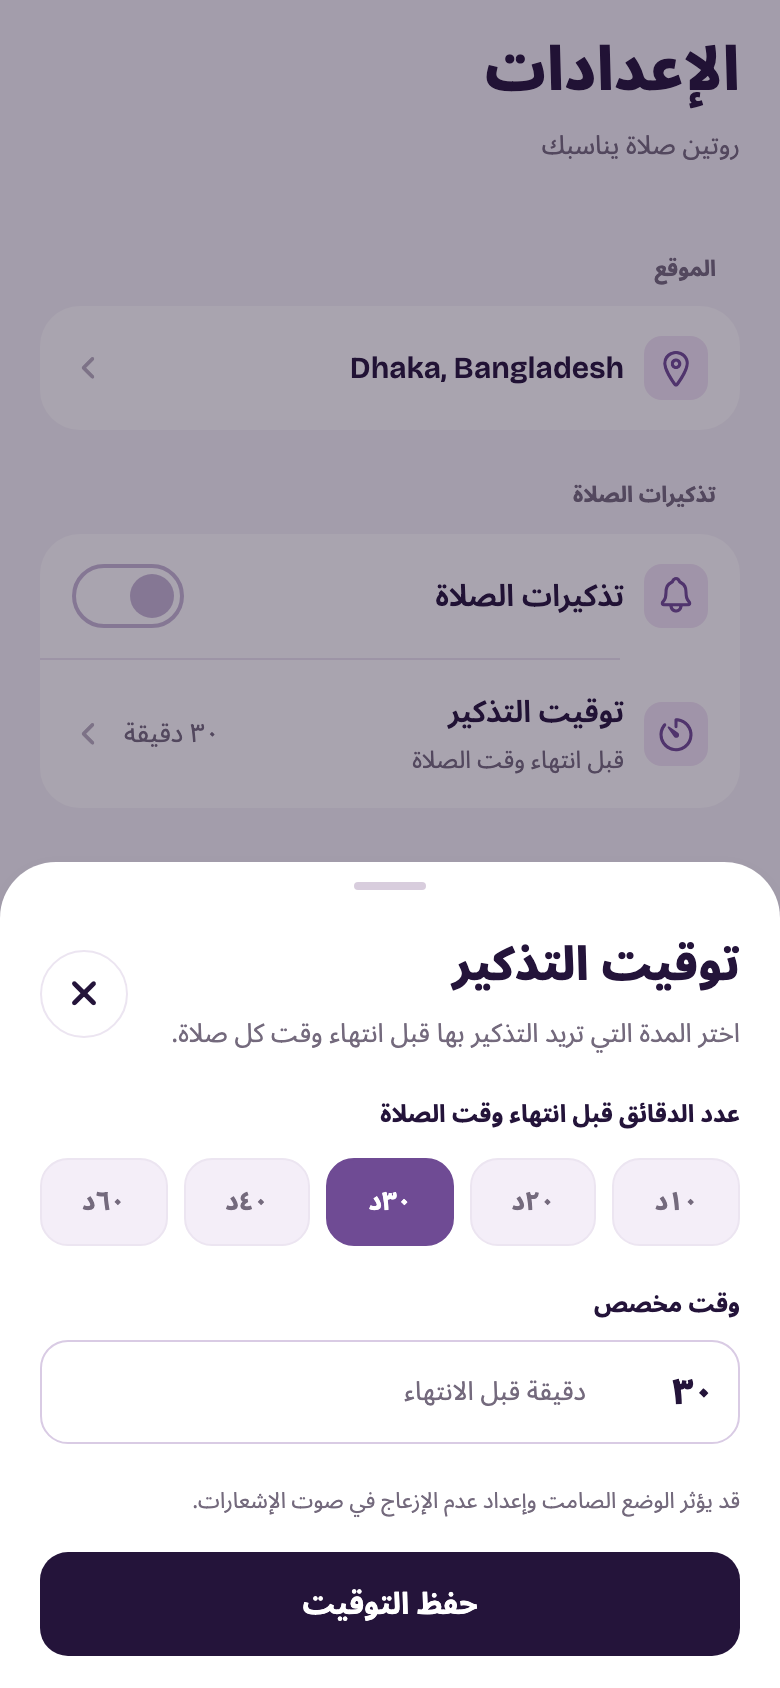 الإعدادات
روتين صلاة يناسبك
الموقع
Dhaka, Bangladesh
تذكيرات الصلاة
تذكيرات الصلاة
توقيت التذكير
٣٠ دقيقة
قبل انتهاء وقت الصلاة
توقيت التذكير
اختر المدة التي تريد التذكير بها قبل انتهاء وقت كل صلاة.
عدد الدقائق قبل انتهاء وقت الصلاة
١٠د
٢٠د
٣٠د
٤٠د
٦٠د
وقت مخصص
٣٠ دقيقة قبل الانتهاء
قد يؤثر الوضع الصامت وإعداد عدم الإزعاج في صوت الإشعارات.
حفظ التوقيت